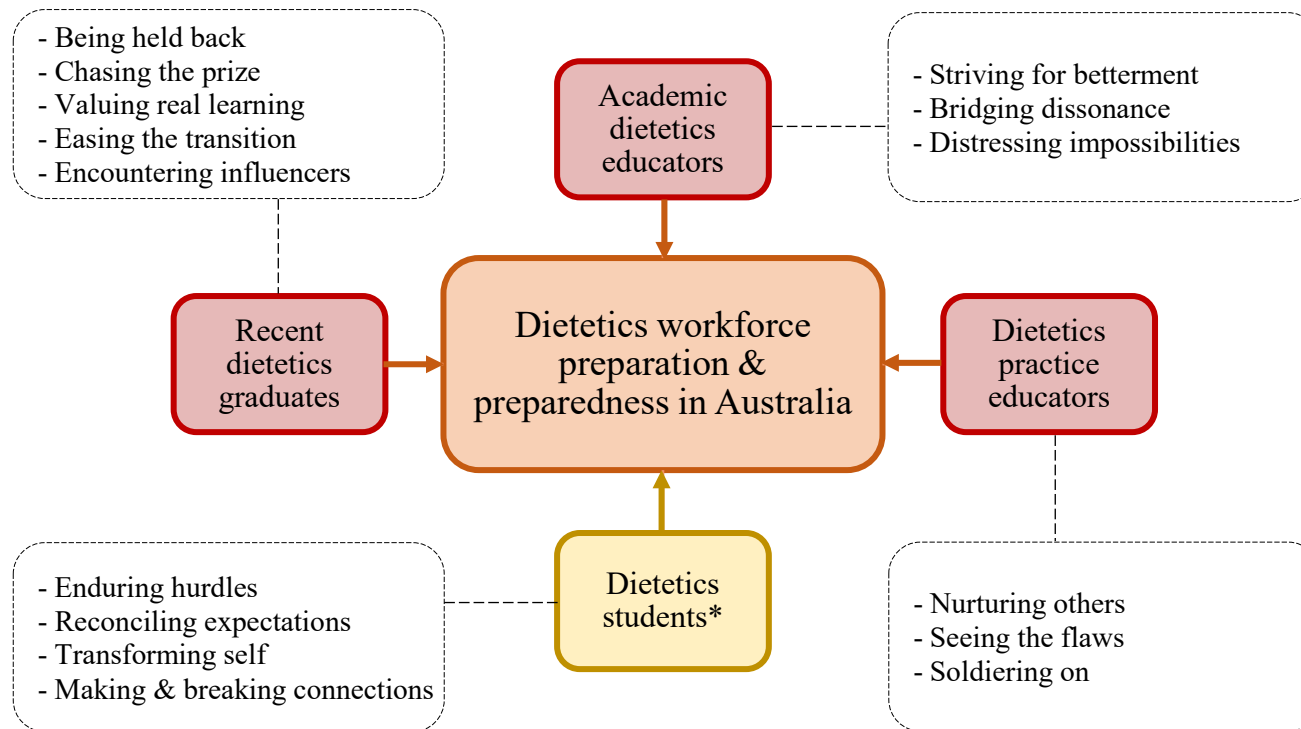 - Being held back
- Chasing the prize
- Valuing real learning
- Easing the transition
- Encountering influencers
Academic
dietetics
educators
- Striving for betterment
- Bridging dissonance
- Distressing impossibilities
Recent
dietetics
graduates
Dietetics workforce
preparation &
preparedness in Australia
Dietetics
practice
educators
- Enduring hurdles
- Reconciling expectations
- Transforming self
- Making & breaking connections
Dietetics
students*
- Nurturing others
- Seeing the flaws
- Soldiering on